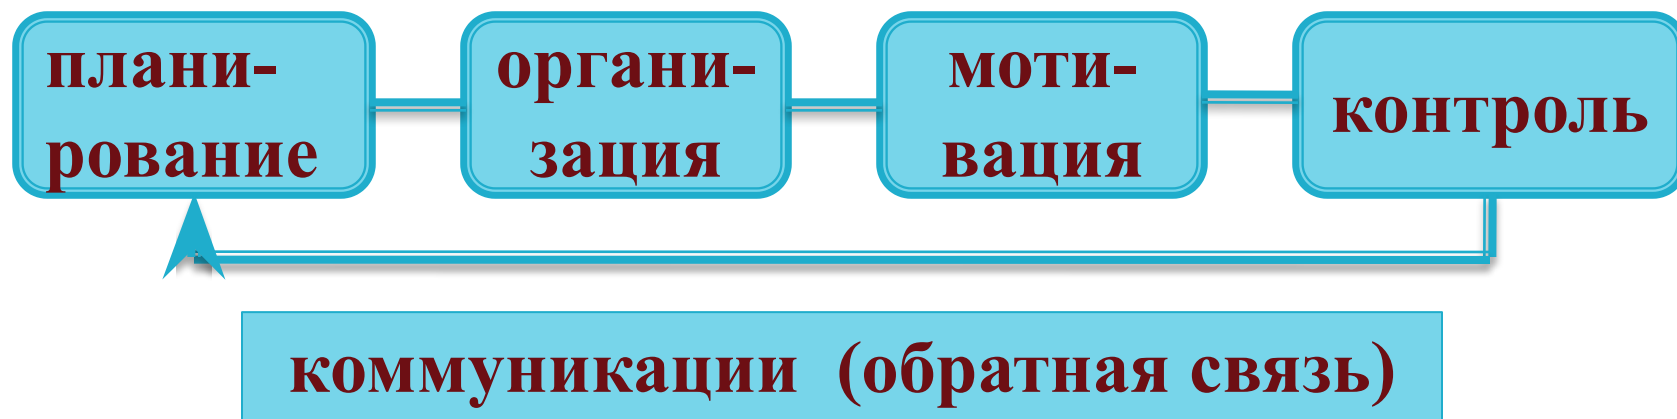 плани-
рование
органи-
зация
моти-
вация
контроль
коммуникации (обратная связь)